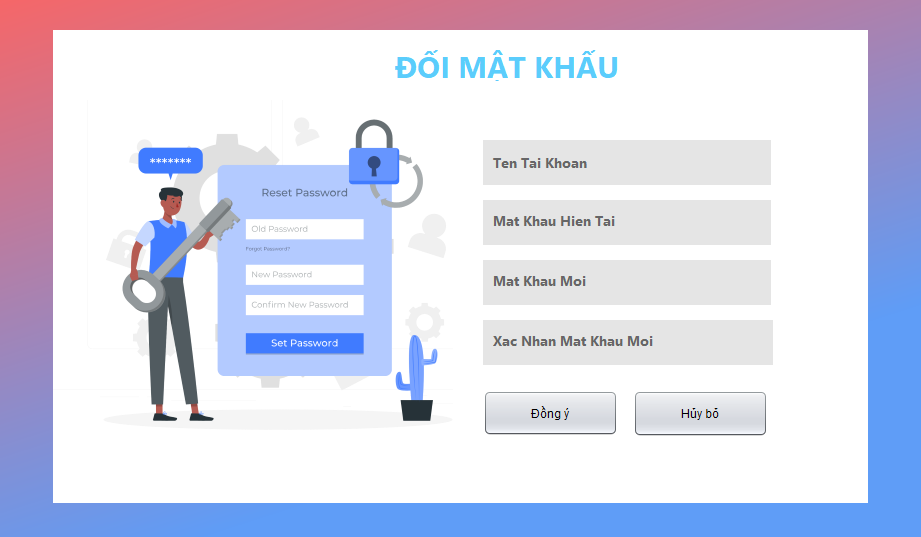 ĐỐI MẬT KHẤU
*******
Reset Password
Old Password
Forgot Password?
New Password
Confirm New Password
Set Password
Ten Tai Khoan
Mat Khau Hien Tai
Mat Khau Moi
Xac Nhan Mat Khau Moi
Đồng ý
Hủy bỏ